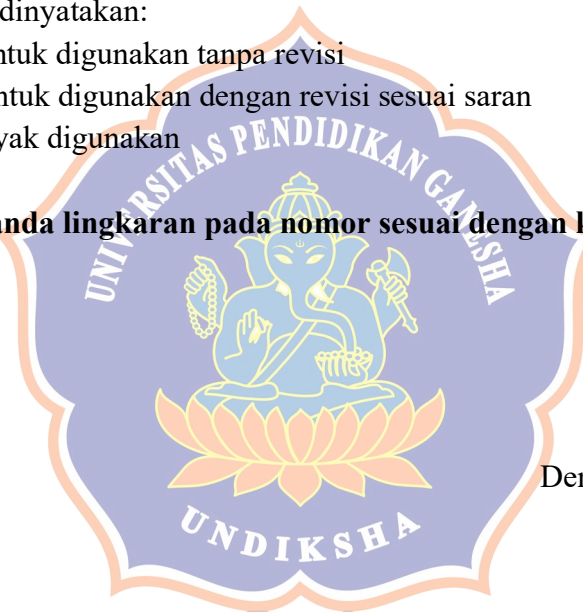 dinyatakan:
ntuk digunakan tanpa revisi
ntuk digunakan dengan revisi sesuai saran
yak digunakan
UNIVERSITAS PENDIDIKAN GANESHA
anda lingkaran pada nomor sesuai dengan
Der
UNDIKSHA